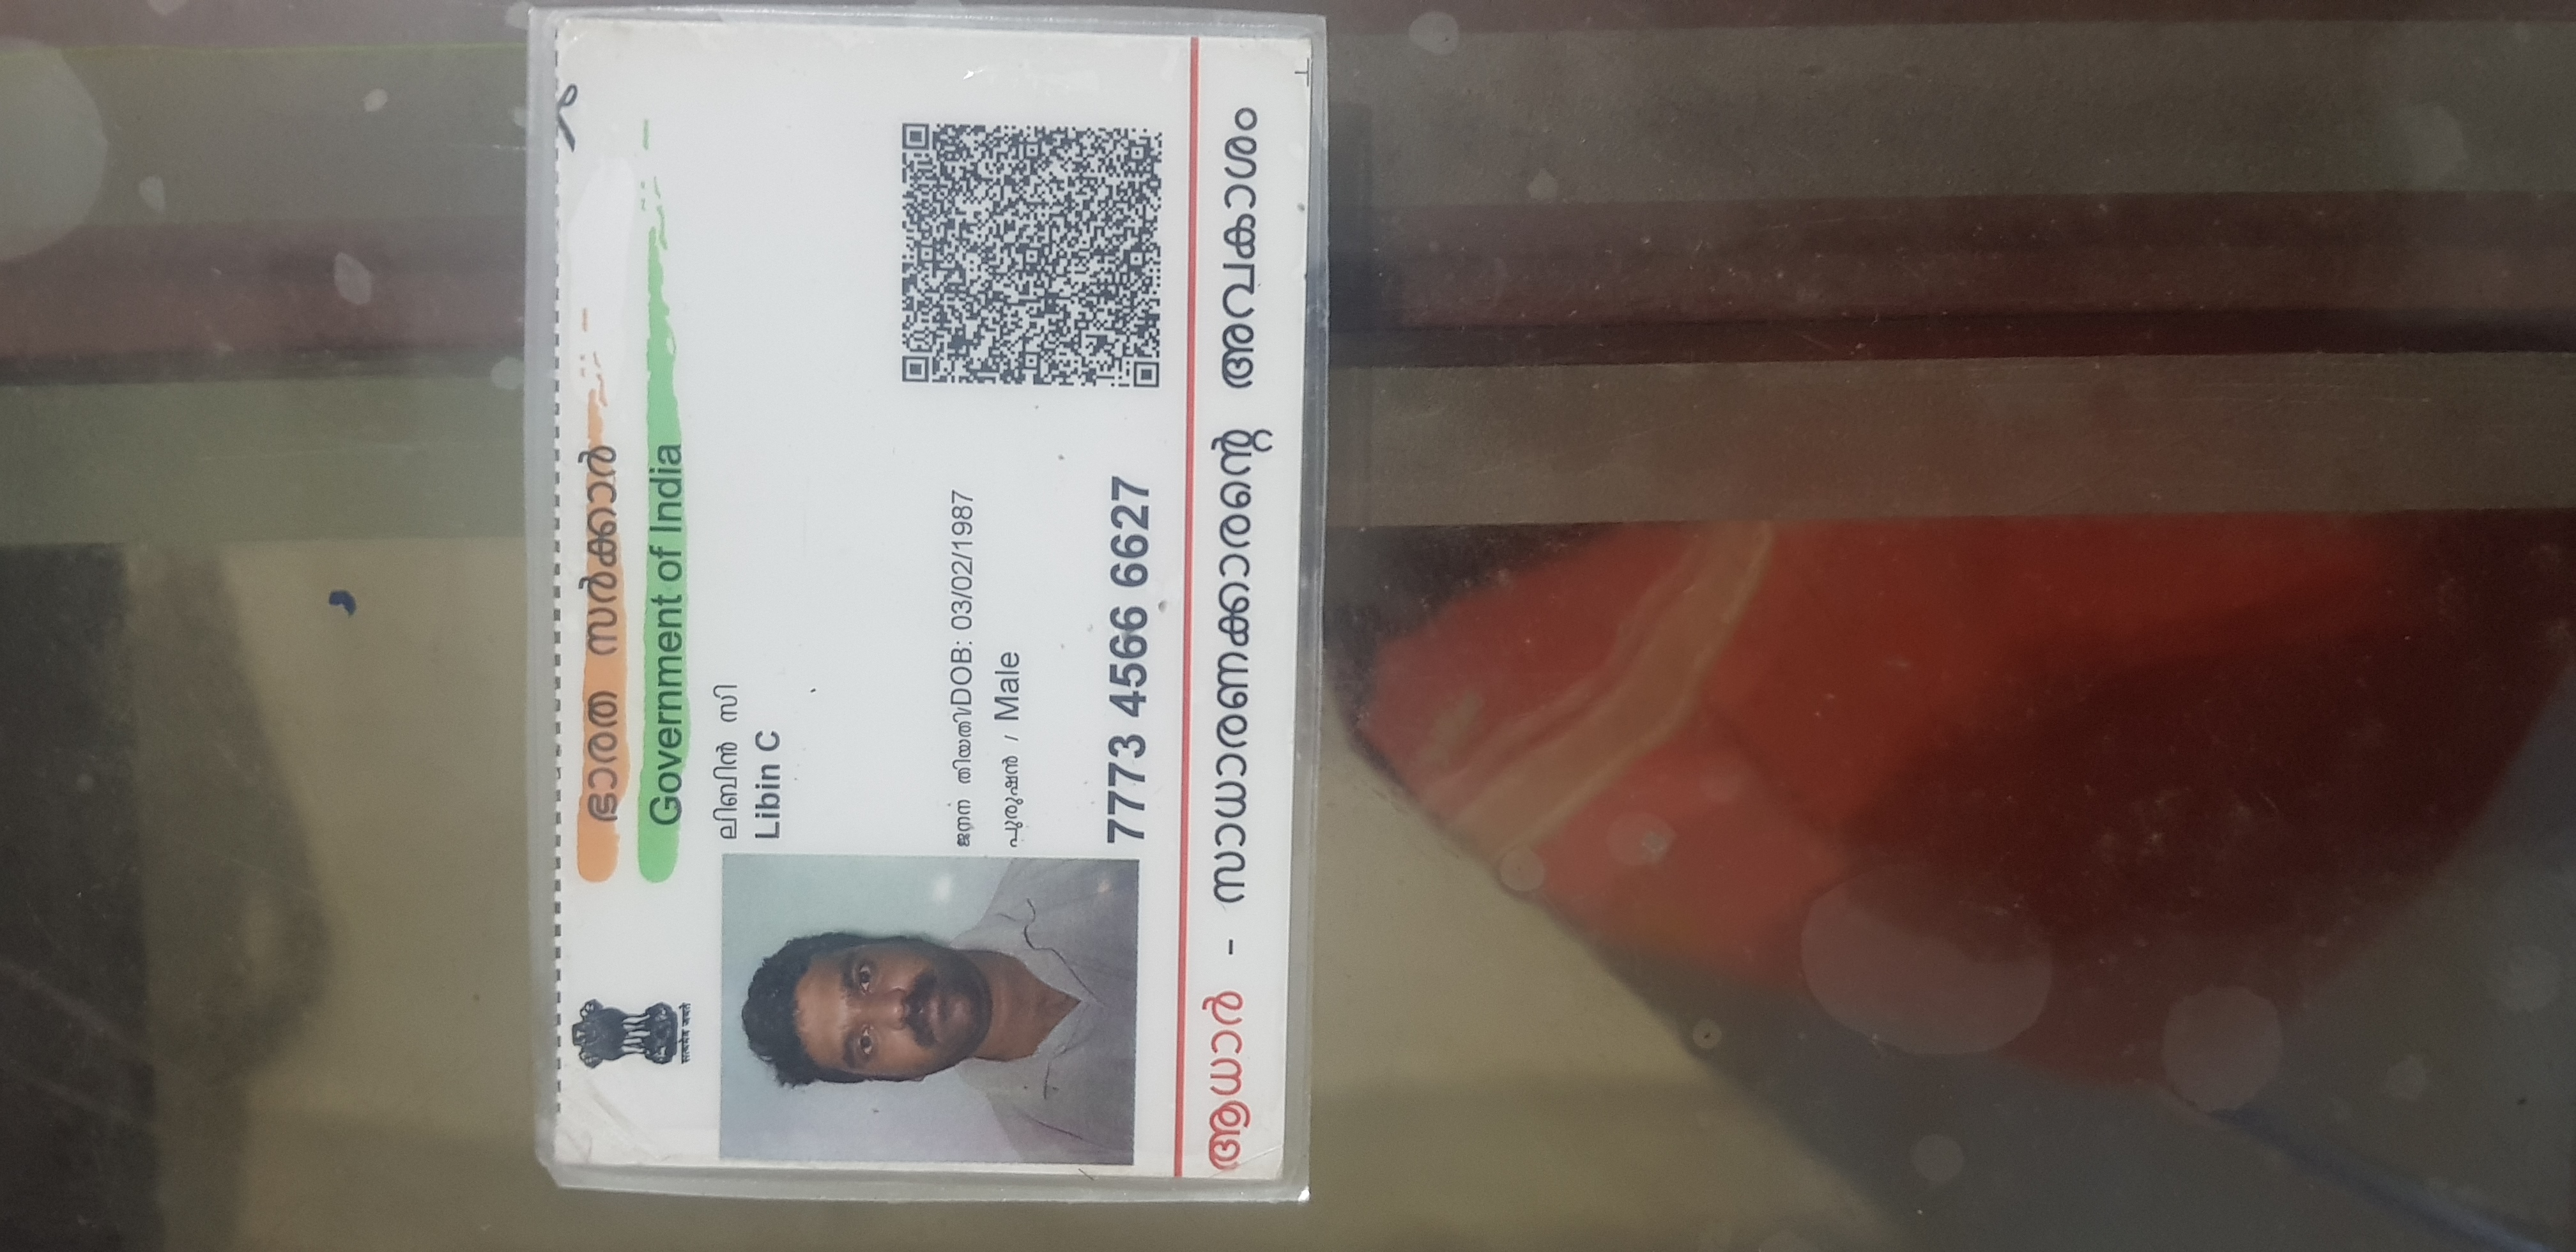 ഭാരത സർക്കാർ
Government of India
सत्यमेव जयते
ലിബിൻ സി
Libin C
ജനന തിയതി/DOB: 03/02/1987
പുരുഷൻ / Male
7773 4566 6627
ആധാർ - സാധാരണക്കാരന്റെ അവകാശം